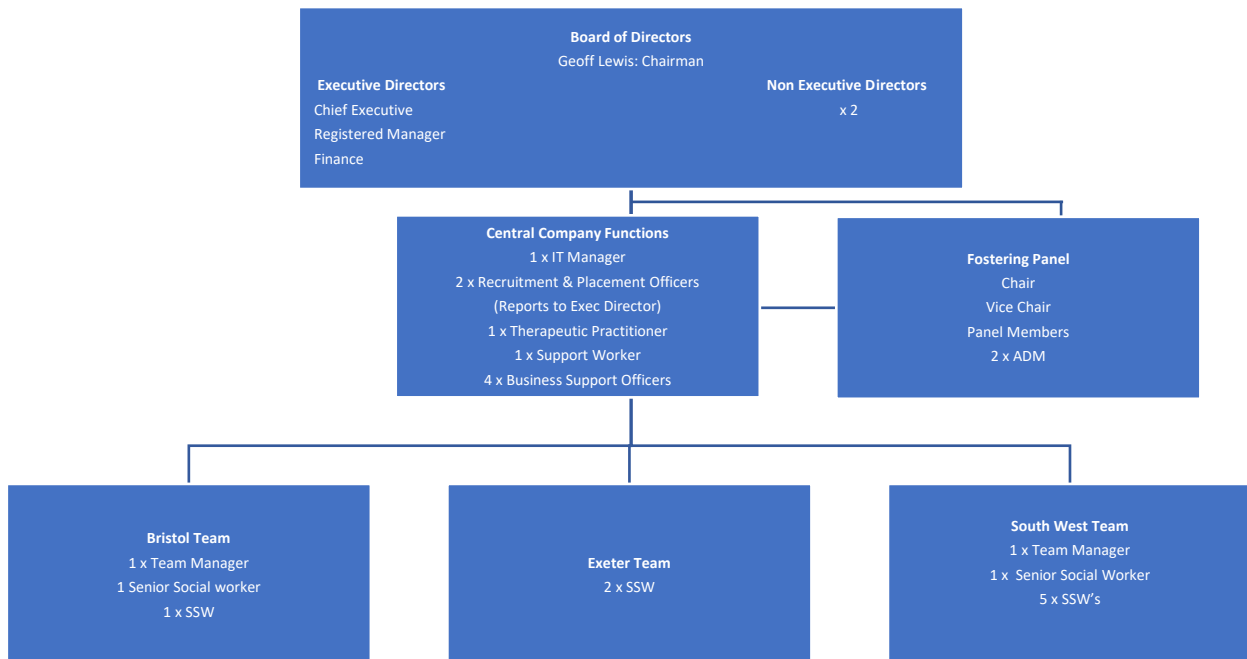 Board of Directors
Geoff Lewis: Chairman
Executive Directors
Chief Executive
Registered Manager
Finance
Non Executive Directors
x 2
Central Company Functions
1 x IT Manager
2 x Recruitment & Placement Officers
(Reports to Exec Director)
1 x Therapeutic Practitioner
1 x Support Worker
4 x Business Support Officers
Fostering Panel
Chair
Vice Chair
Panel Members
2 x ADM
Bristol Team
1 x Team Manager
1 Senior Social worker
1 x SSW
Exeter Team
2 x SSW
South West Team
1 x Team Manager
1 x Senior Social Worker
5 x SSW’s